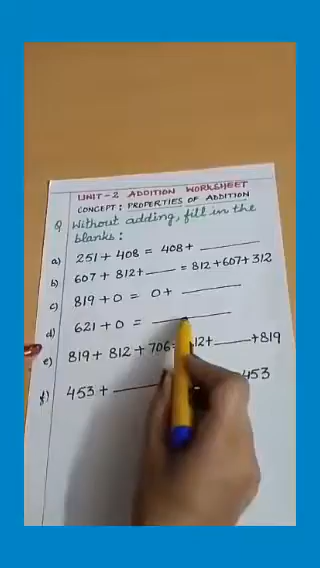 UNIT-2 ADDITION WORKSHEET
CONCEPT: PROPERTIES OF ADDITION
Q Without adding, fill in the
blanks:
a) 251 + 408 = 408 + ______
b) 607 + 812 + ______ = 812 + 607 + 312
c) 819 + 0 = 0 + ______
d) 621 + 0 = ______
e) 819 + 812 + 706 = 12 + ______ + 819
f) 453 + ______ 453